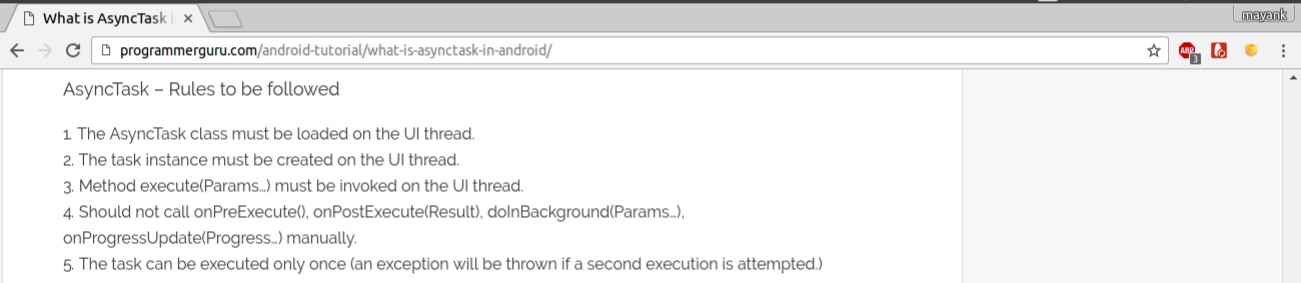 What is AsyncTask i
mayank
programmerguru.com/android-tutorial/what-is-asynctask-in-android/
ABP
3
AsyncTask – Rules to be followed
1. The AsyncTask class must be loaded on the UI thread.
2. The task instance must be created on the UI thread.
3. Method execute(Params…) must be invoked on the UI thread.
4. Should not call onPreExecute(), onPostExecute(Result), doInBackground(Params…),
onProgressUpdate(Progress…) manually.
5. The task can be executed only once (an exception will be thrown if a second execution is attempted.)